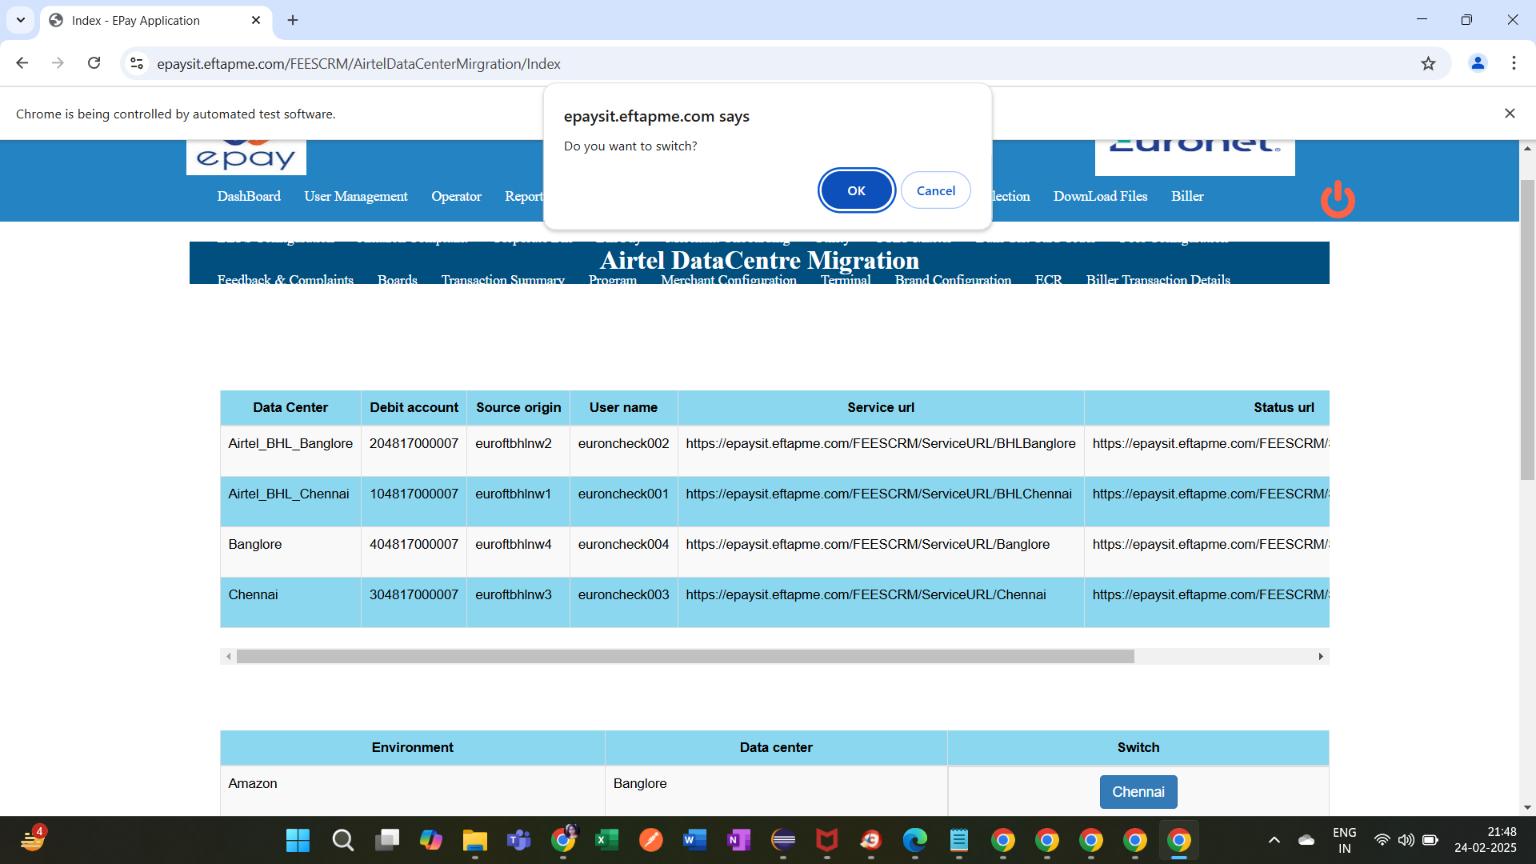 Index - EPay Application
epaysit.eftapme.com/FEESCRM/AirtelDataCenterMirgration/Index
Chrome is being controlled by automated test software.
epaysit.eftapme.com says
Do you want to switch?
OK
Cancel
epay
Euronet.
DashBoard User Management Operator Report
lection DownLoad Files Biller
Airtel DataCentre Migration
Feedback & Complaints Boards Transaction Summary Program Merchant Configuration Terminal Brand Configuration ECR Biller Transaction Details
Data Center Debit account Source origin User name Service url Status url
Airtel_BHL_Banglore 204817000007 euroftbhlnw2 euroncheck002 https://epaysit.eftapme.com/FEESCRM/ServiceURL/BHLBanglore https://epaysit.eftapme.com/FEESCRM/
Airtel_BHL_Chennai 104817000007 euroftbhlnw1 euroncheck001 https://epaysit.eftapme.com/FEESCRM/ServiceURL/BHLChennai https://epaysit.eftapme.com/FEESCRM/
Banglore 404817000007 euroftbhlnw4 euroncheck004 https://epaysit.eftapme.com/FEESCRM/ServiceURL/Banglore https://epaysit.eftapme.com/FEESCRM/
Chennai 304817000007 euroftbhlnw3 euroncheck003 https://epaysit.eftapme.com/FEESCRM/ServiceURL/Chennai https://epaysit.eftapme.com/FEESCRM/
Environment Data center Switch
Amazon Banglore Chennai
4
ENG
IN
21:48
24-02-2025